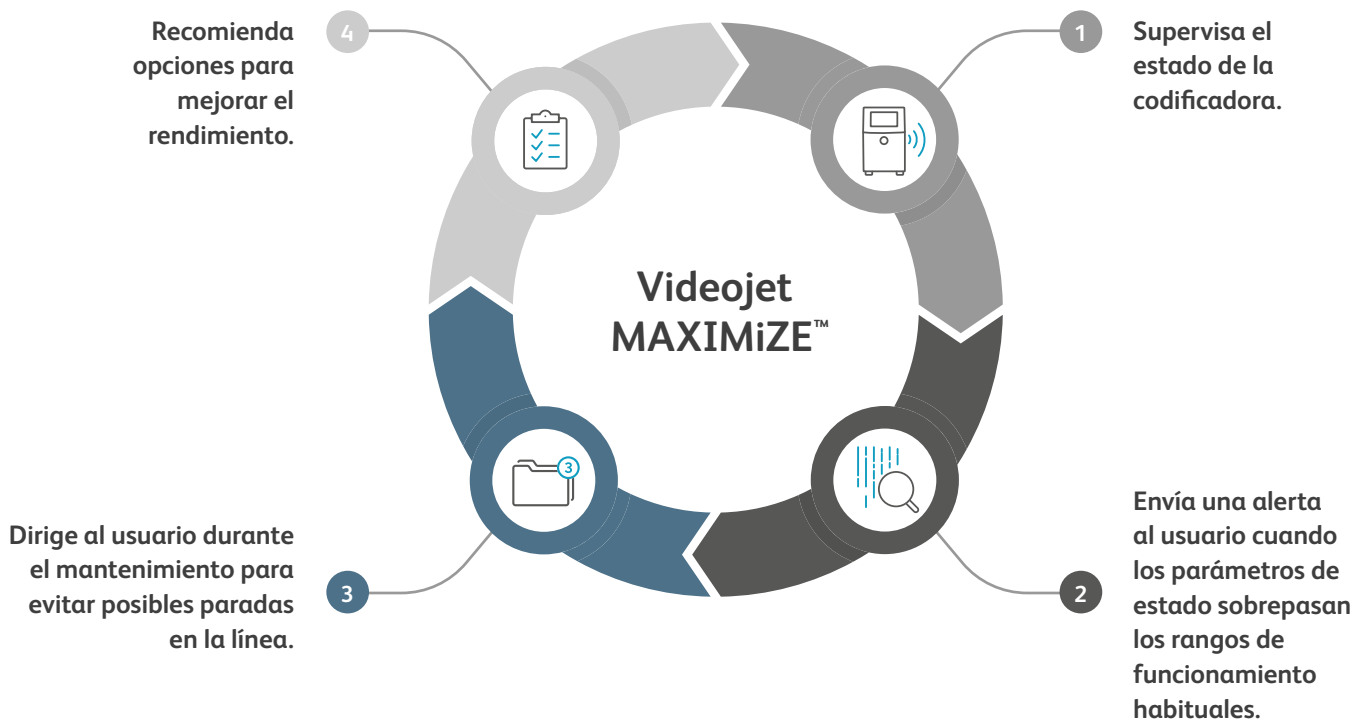 4
Recomienda
opciones para
mejorar el
rendimiento.
1
Supervisa el
estado de la
codificadora.
Videojet
MAXIMiZE™
3
Dirige al usuario durante
el mantenimiento para
evitar posibles paradas
en la línea.
3
2
Envía una alerta
al usuario cuando
los parámetros de
estado sobrepasan
los rangos de
funcionamiento
habituales.